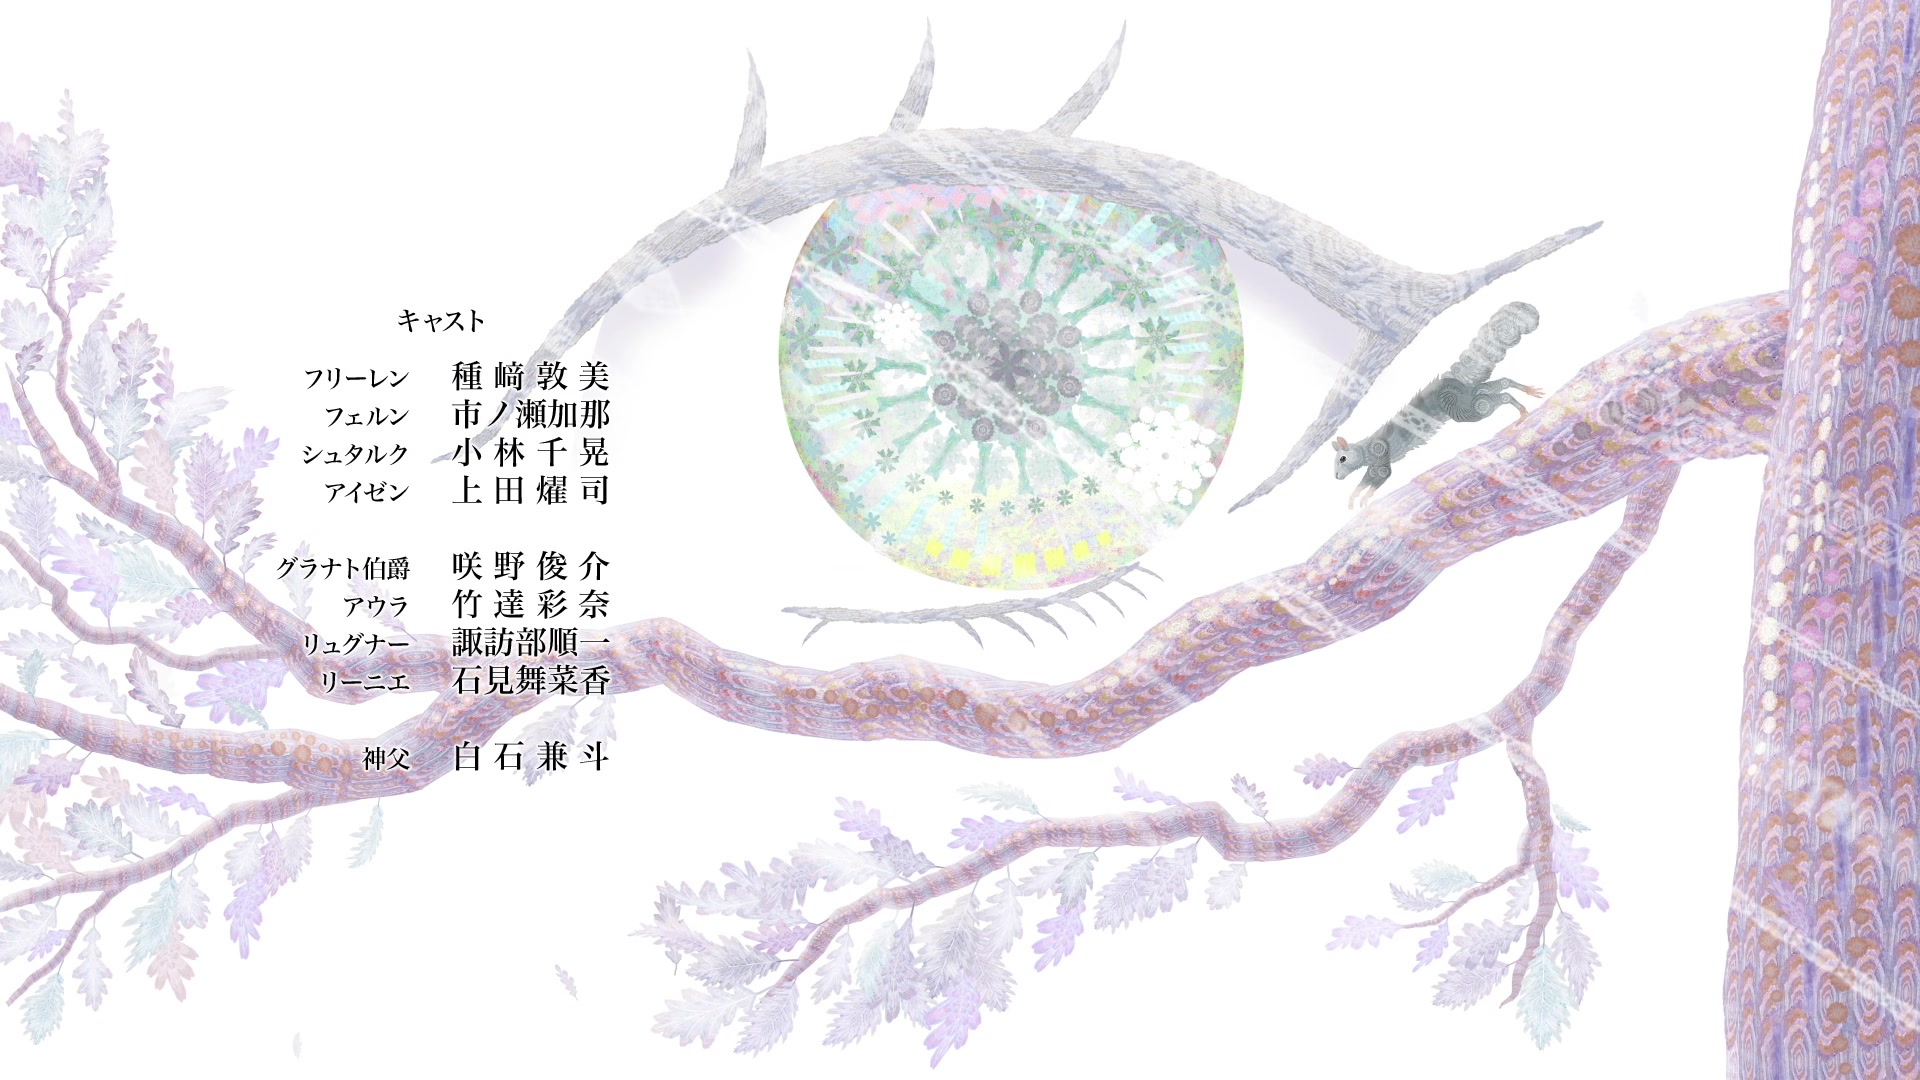 キャスト
フリーレン 種﨑敦美
フェルン 市ノ瀬加那
シュタルク 小林千晃
アイゼン 上田燿司
グラナト伯爵 咲野俊介
アウラ 竹達彩奈
リュグナー 諏訪部順一
リーニエ 石見舞菜香
神父 白石兼斗